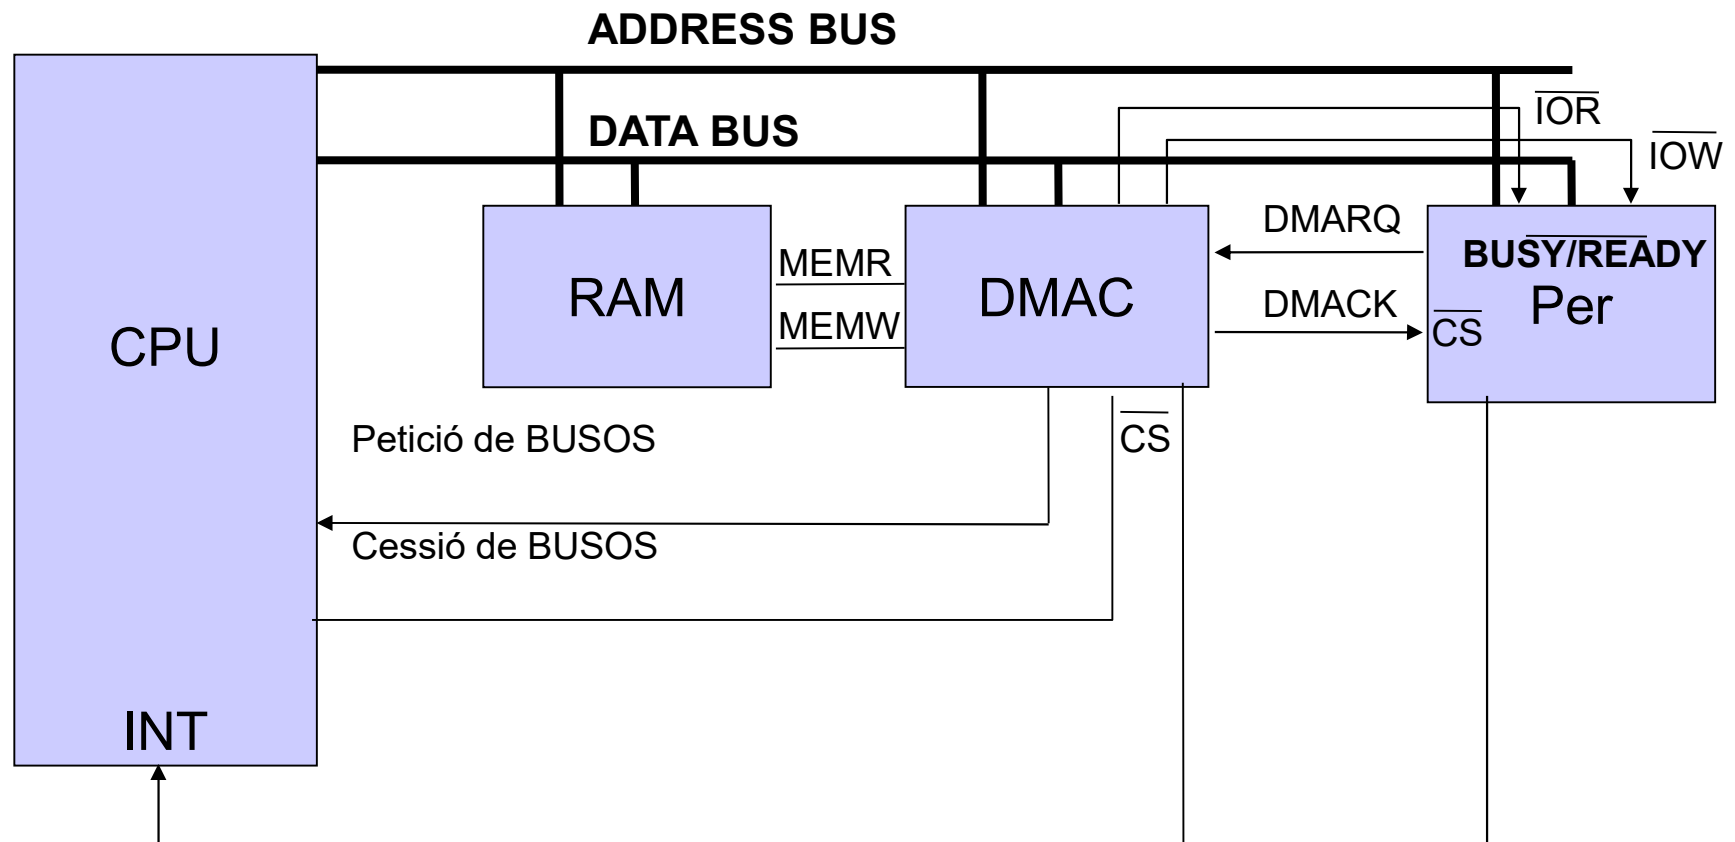 ADDRESS BUS
DATA BUS
IOR
IOW
CPU
RAM
MEMR
MEMW
DMAC
DMARQ
DMACK
BUSY/READY
Per
CS
Petició de BUSOS
CS
Cessió de BUSOS
INT